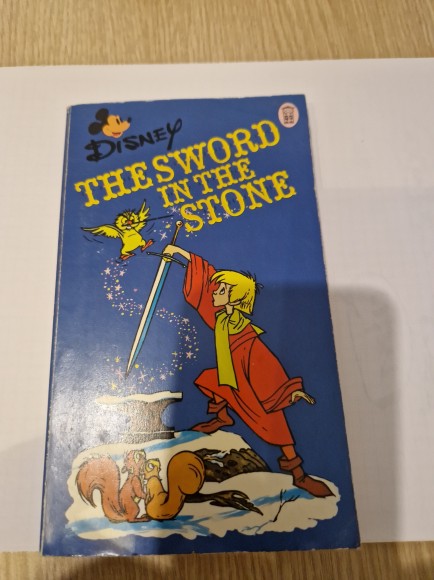 DISNEY
THE SWORD
IN THE
STONE